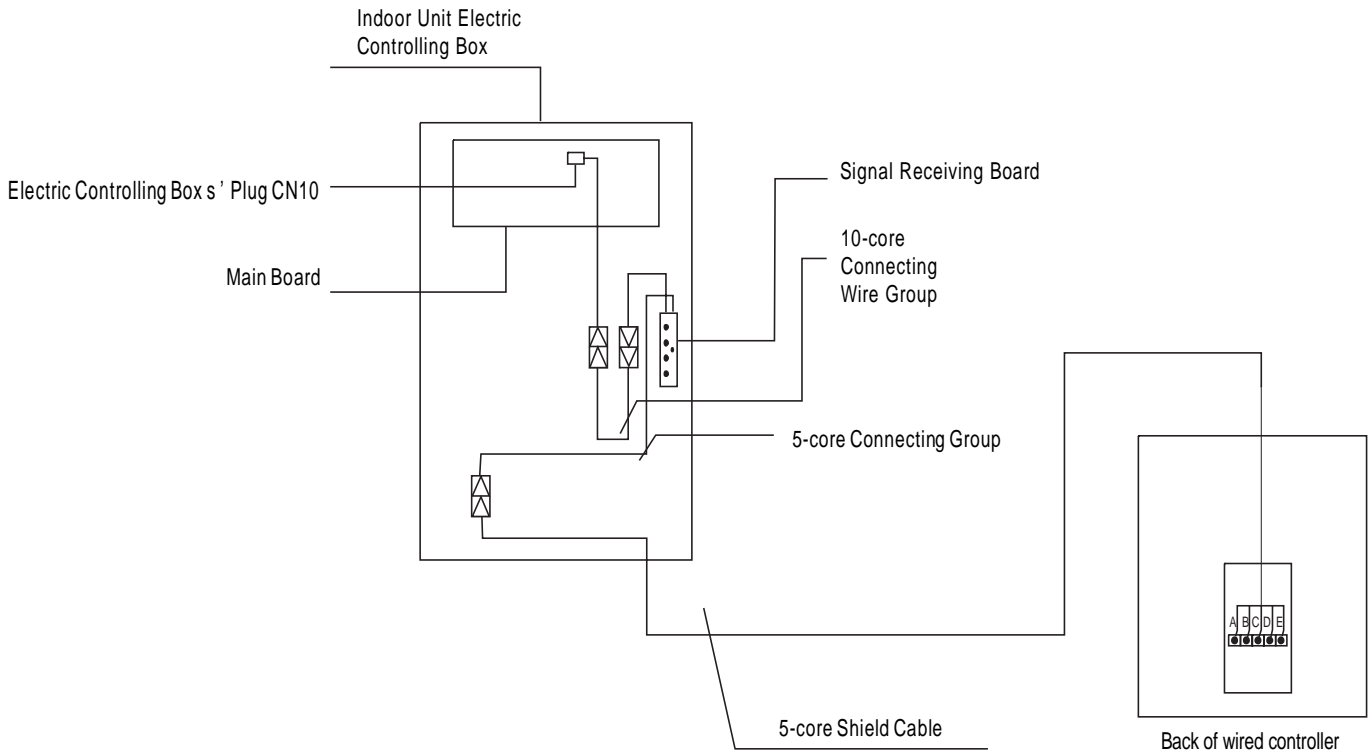 Indoor Unit Electric
Controlling Box
Electric Controlling Box s ' Plug CN10
Main Board
Signal Receiving Board
10-core
Connecting
Wire Group
5-core Connecting Group
A B C D E
5-core Shield Cable
Back of wired controller